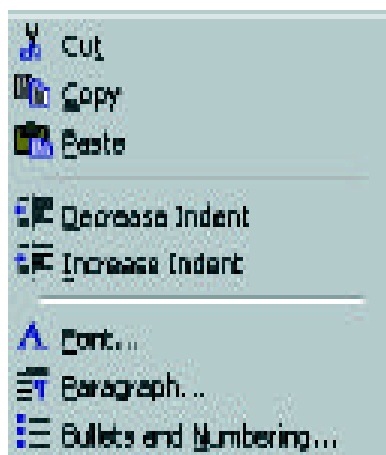 Cut
Copy
Paste
Decrease Indent
Increase Indent
Font...
Paragraph...
Bullets and Numbering...